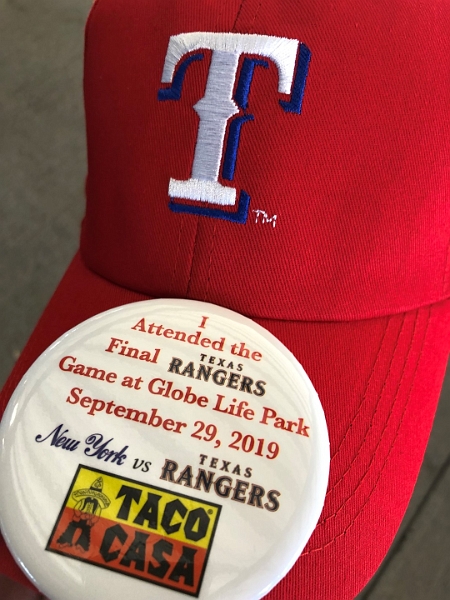 T
TM
I
Attended the
Final TEXAS RANGERS
Game at Globe Life Park
September 29, 2019
New York vs TEXAS RANGERS
TACO
CASA